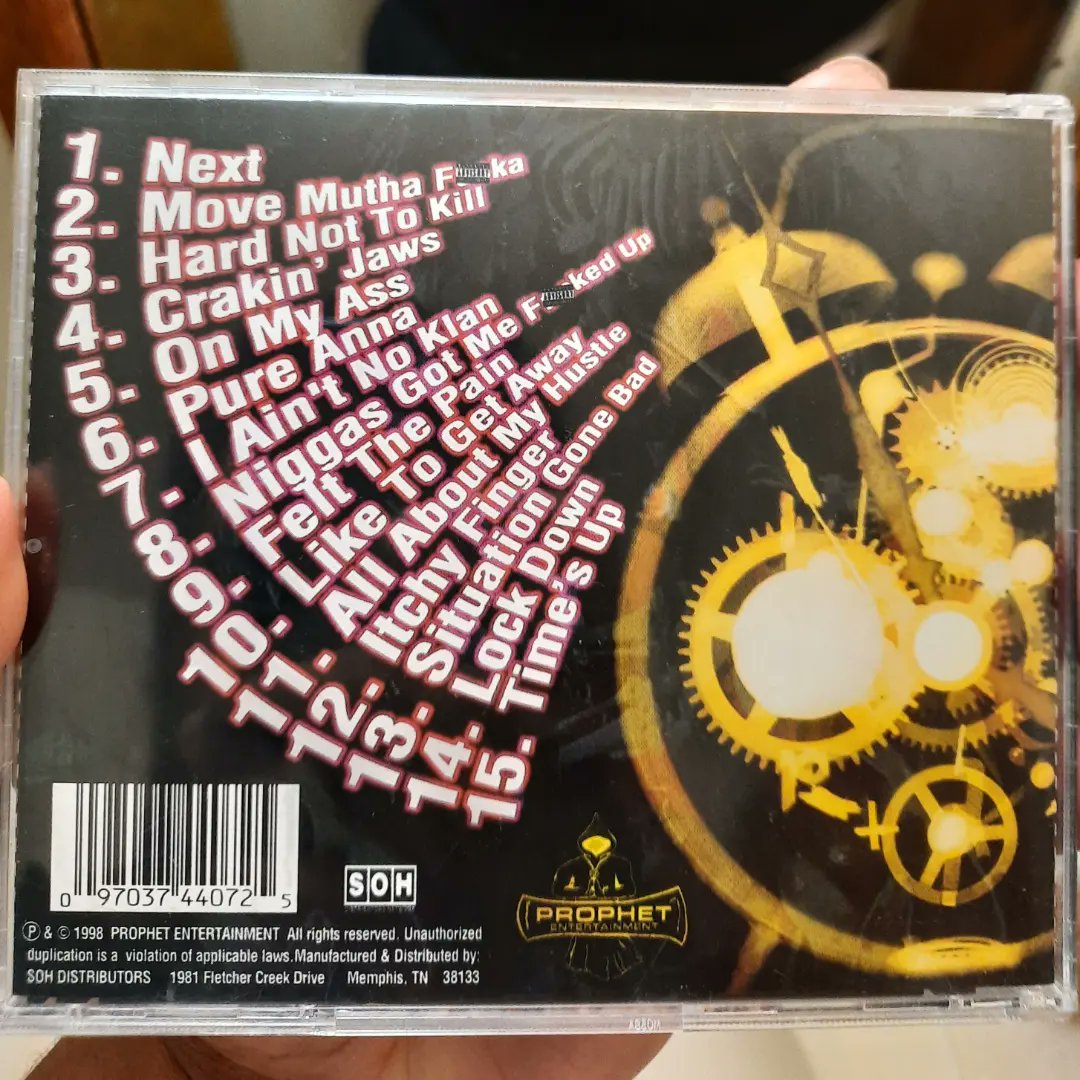 1. Next
2. Move Mutha F ka
3. Hard Not To Kill
4. Crakin' Jaws
5. On My Ass
6. Pure Anna
7. I Ain't No Klan
8. Niggas Got Me F ked Up
9. Felt The Pain
10. Like To Get Away
11. All About My Hustle
12. Itchy Finger
13. Situation Gone Bad
14. Lock Down
15. Time's Up
0 97037 44072 5
SOH
PROPHET
ENTERTAINMENT
℗ & © 1998 PROPHET ENTERTAINMENT All rights reserved. Unauthorized
duplication is a violation of applicable laws. Manufactured & Distributed by:
SOH DISTRIBUTORS 1981 Fletcher Creek Drive Memphis, TN 38133